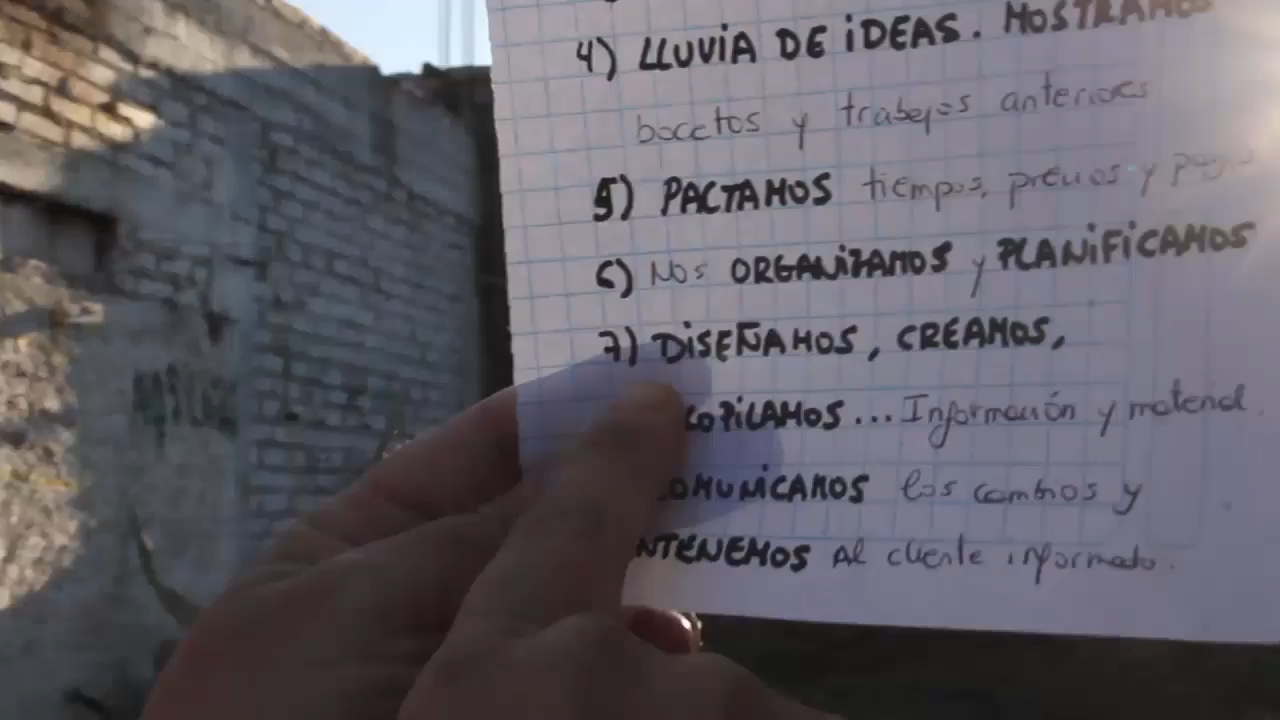 4) LLUViA DE iDEAS. MOSTRAMOS
bocetos y trabajos anteriores
5) PACTAMOS tiempos, precios y
6) Nos ORGANiZAMOS y PLANiFiCAMOS
7) DiSEÑAMOS, CREAMOS,
COPiLAMOS... Información y material.
COMUNiCAMOS los cambios y
NTENEMOS Al cliente informado.